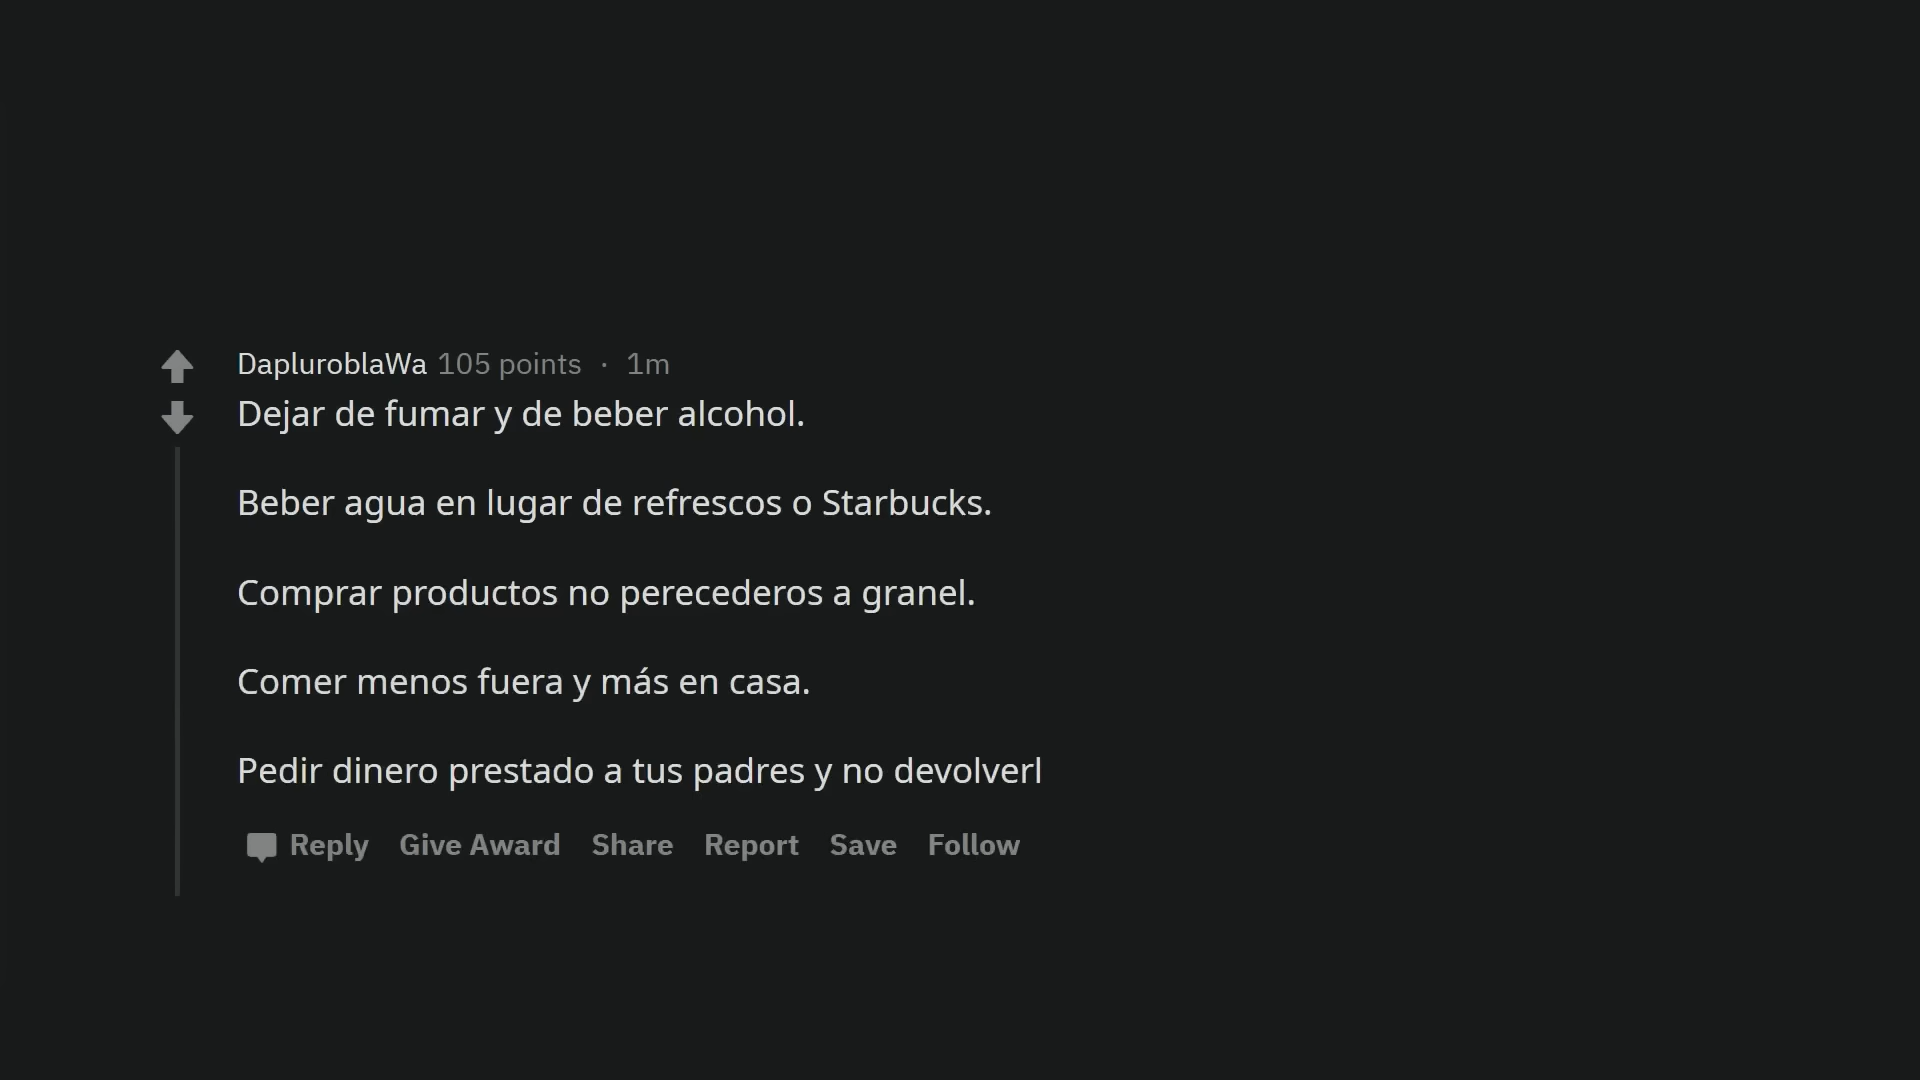 DapluroblaWa 105 points · 1m
Dejar de fumar y de beber alcohol.
Beber agua en lugar de refrescos o Starbucks.
Comprar productos no perecederos a granel.
Comer menos fuera y más en casa.
Pedir dinero prestado a tus padres y no devolverl
Reply Give Award Share Report Save Follow